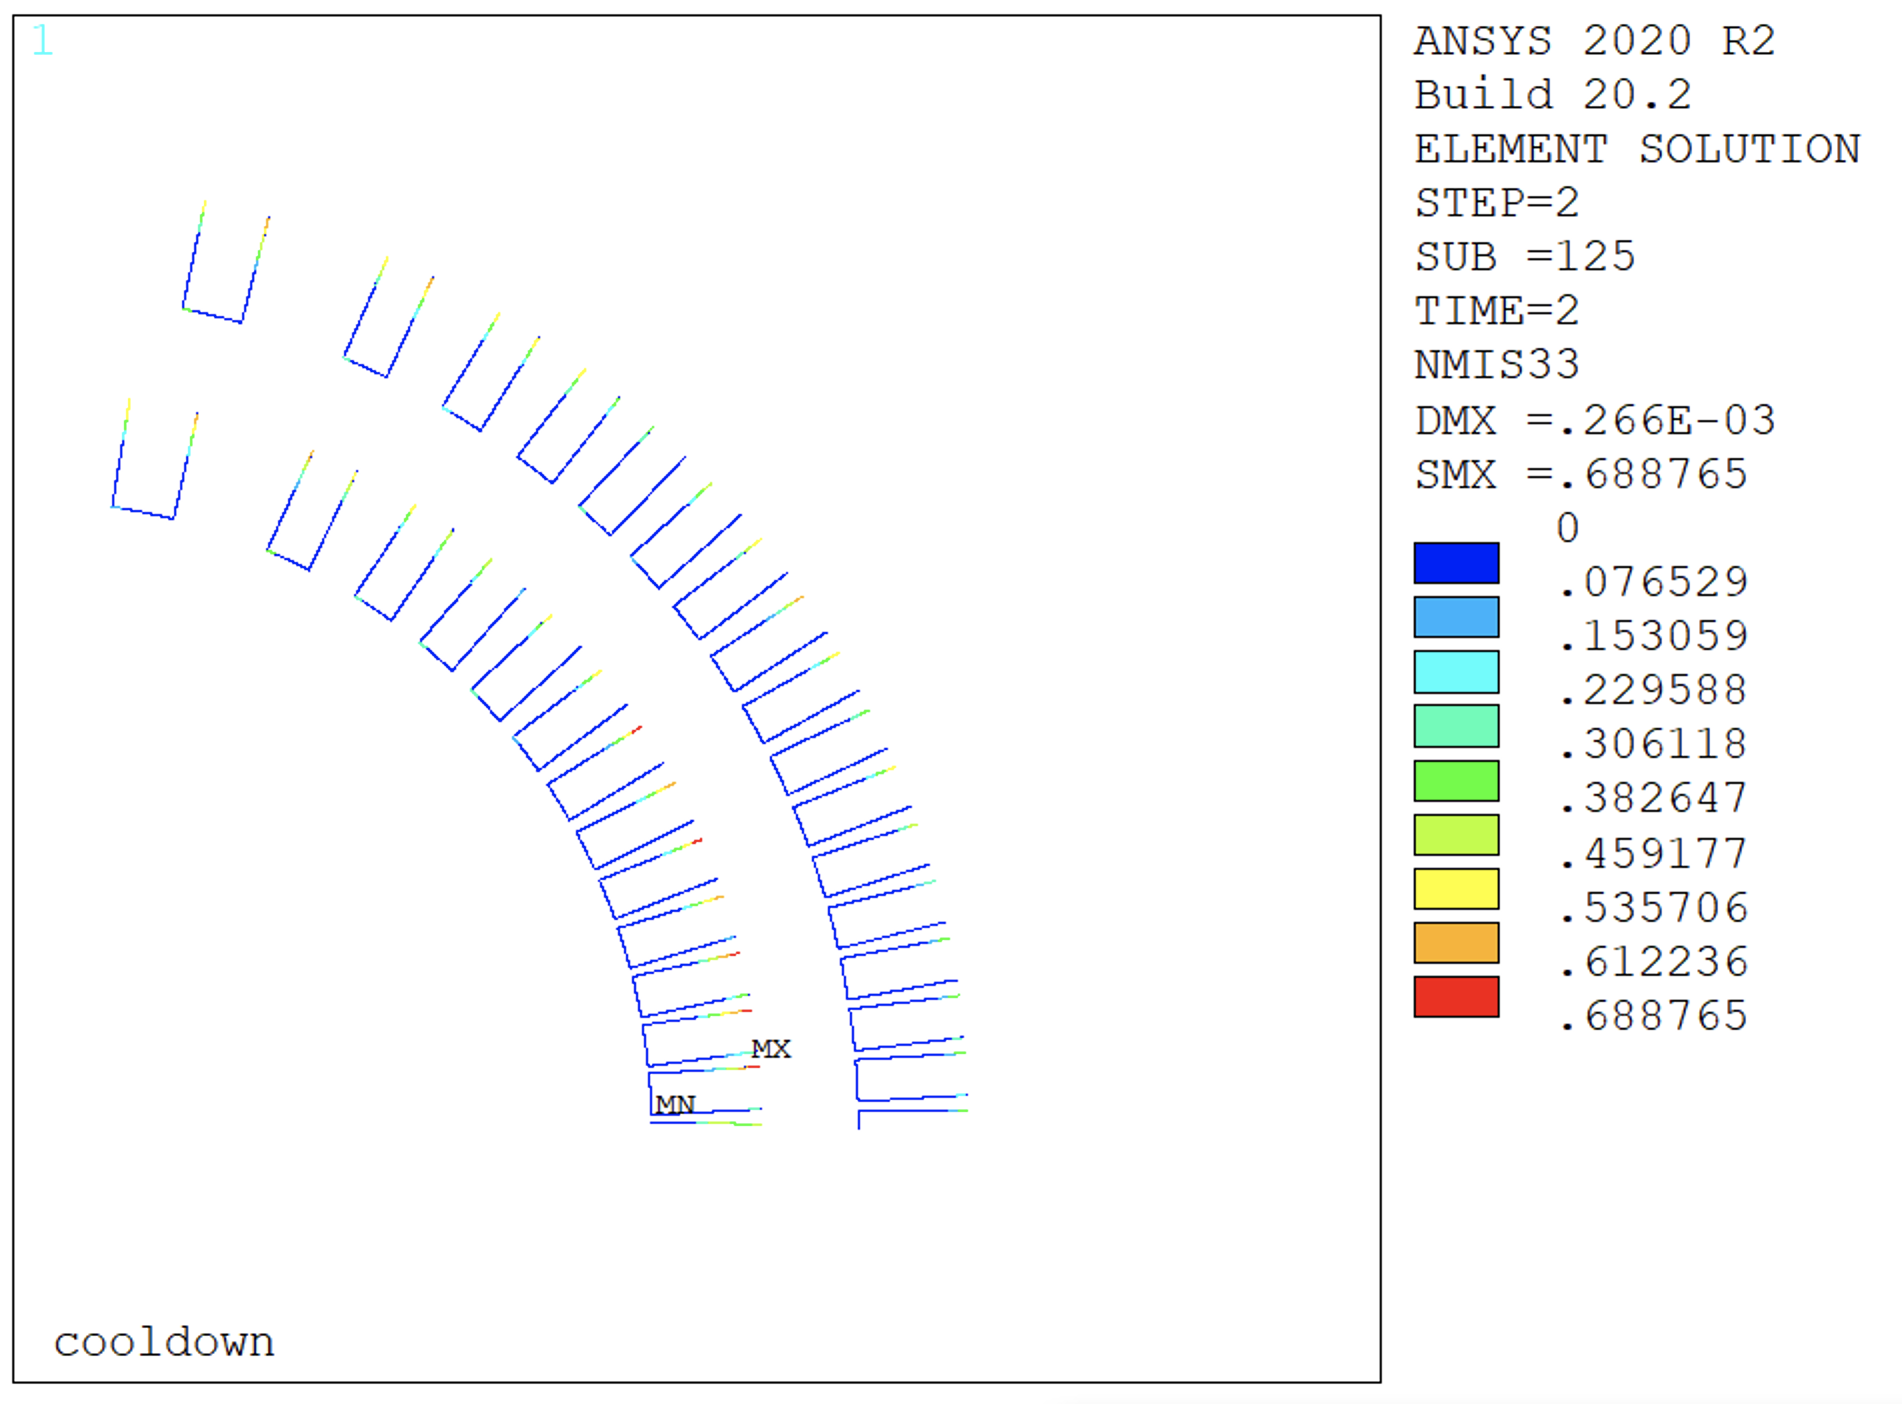 1
ANSYS 2020 R2
Build 20.2
ELEMENT SOLUTION
STEP=2
SUB =125
TIME=2
NMIS33
DMX =.266E-03
SMX =.688765
0
.076529
.153059
.229588
.306118
.382647
.459177
.535706
.612236
.688765
MX
MN
cooldown